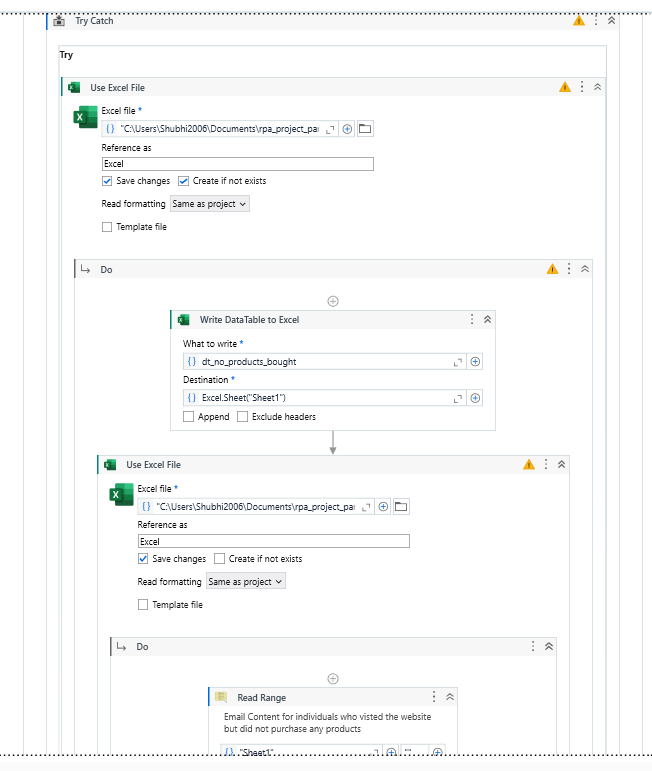 Try Catch
Try
Use Excel File
Excel file *
"C:\Users\Shubhi2006\Documents\rpa_project_pa
Reference as
Excel
Save changes Create if not exists
Read formatting Same as project
Template file
Do
Write DataTable to Excel
What to write *
{} dt_no_products_bought
Destination *
{} Excel.Sheet("Sheet1")
Append Exclude headers
Use Excel File
Excel file *
{} "C:\Users\Shubhi2006\Documents\rpa_project_pa
Reference as
Excel
Save changes Create if not exists
Read formatting Same as project
Template file
Do
Read Range
Email Content for individuals who visted the website
but did not purchase any products
{} "Sheet1"